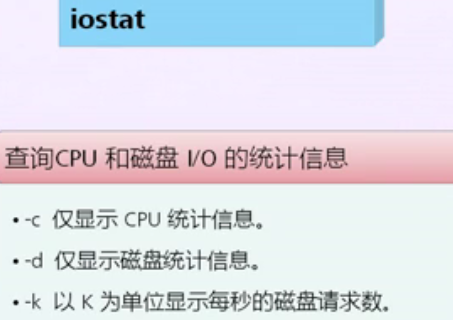 iostat
查询CPU 和磁盘 I/O 的统计信息
• -c 仅显示 CPU 统计信息。
• -d 仅显示磁盘统计信息。
• -k 以 K 为单位显示每秒的磁盘请求数。